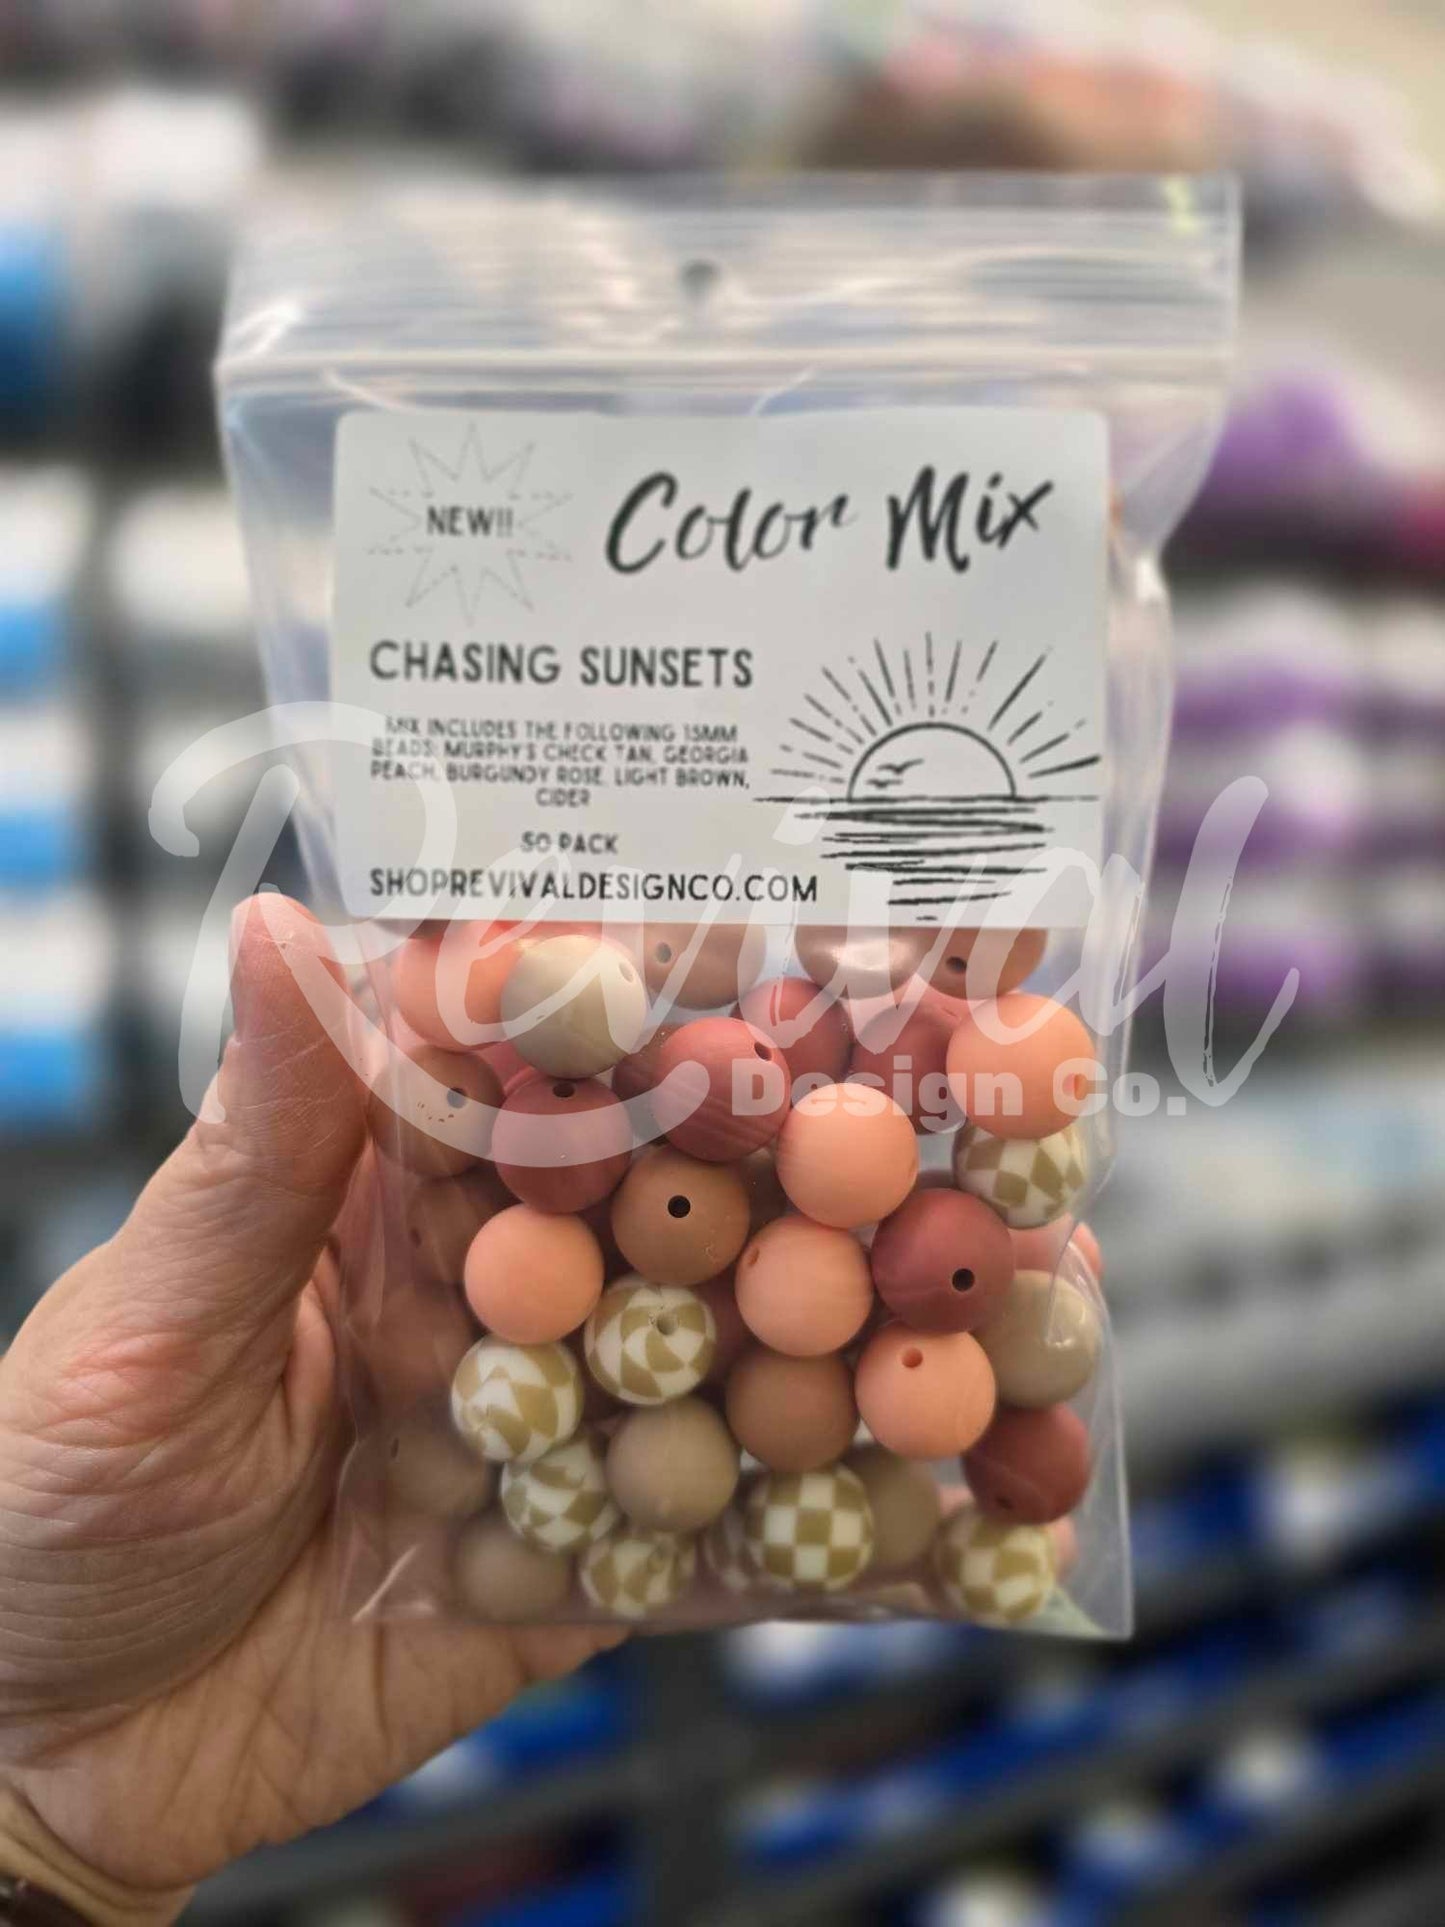 NEW!!
Color Mix
CHASING SUNSETS
MIX INCLUDES THE FOLLOWING 15MM
BEADS: MURPHY'S CHECK TAN, GEORGIA
PEACH, BURGUNDY ROSE, LIGHT BROWN,
CIDER
50 PACK
SHOPREVIVALDESIGNCO.COM
Revival
Design Co.